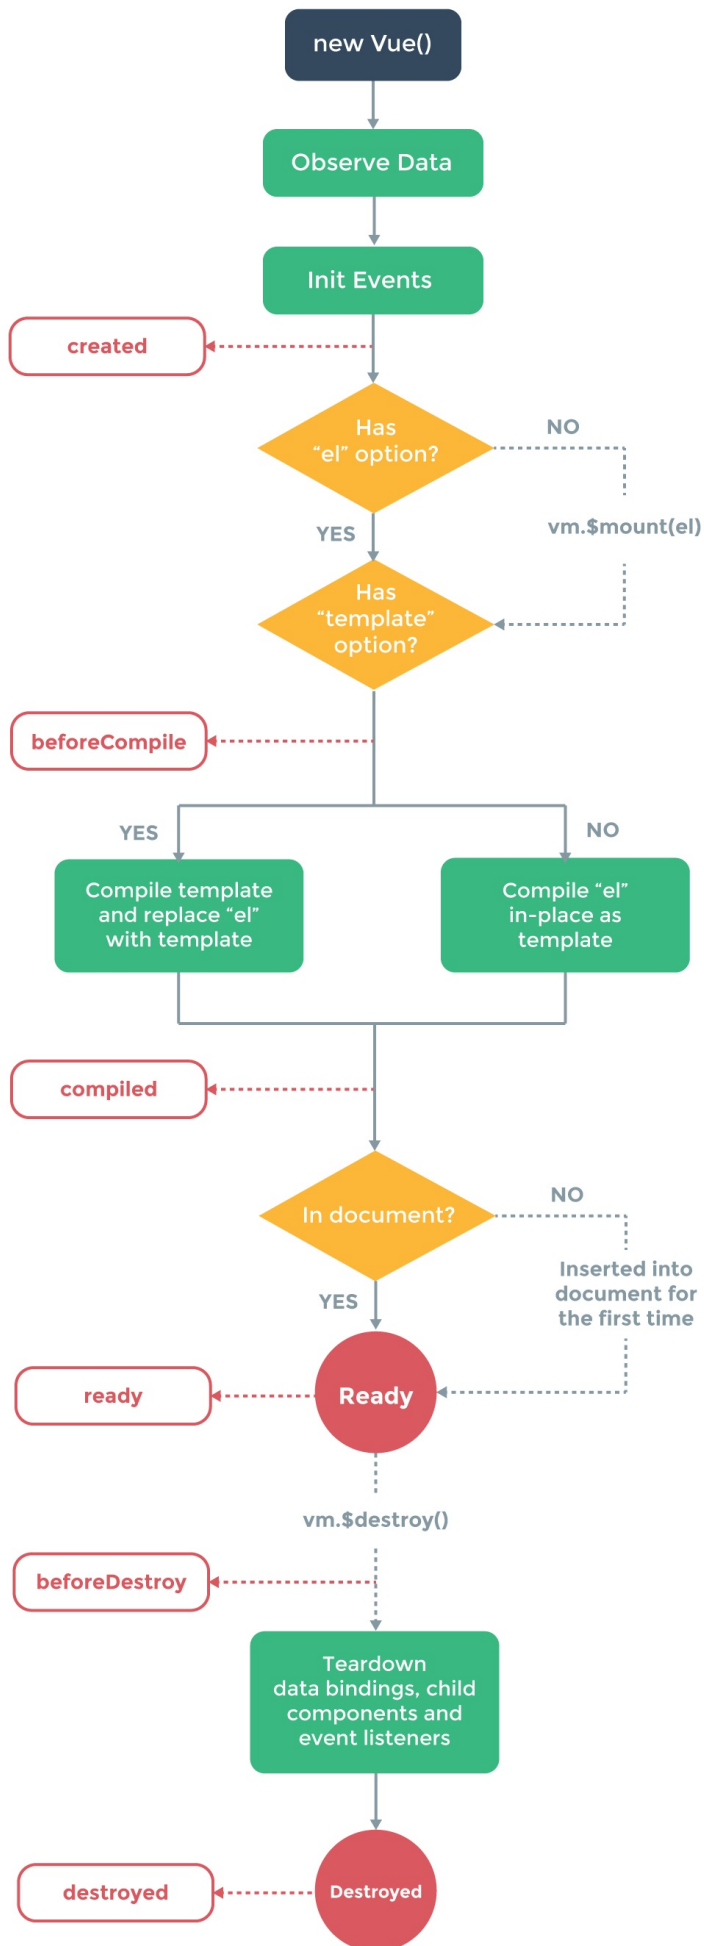 new Vue()
Observe Data
Init Events
created
Has
“el” option?
NO
YES
vm.$mount(el)
Has
“template”
option?
beforeCompile
YES
NO
Compile template
and replace “el”
with template
Compile “el”
in-place as
template
compiled
In document?
NO
YES
Inserted into
document for
the first time
ready
Ready
vm.$destroy()
beforeDestroy
Teardown
data bindings, child
components and
event listeners
destroyed
Destroyed